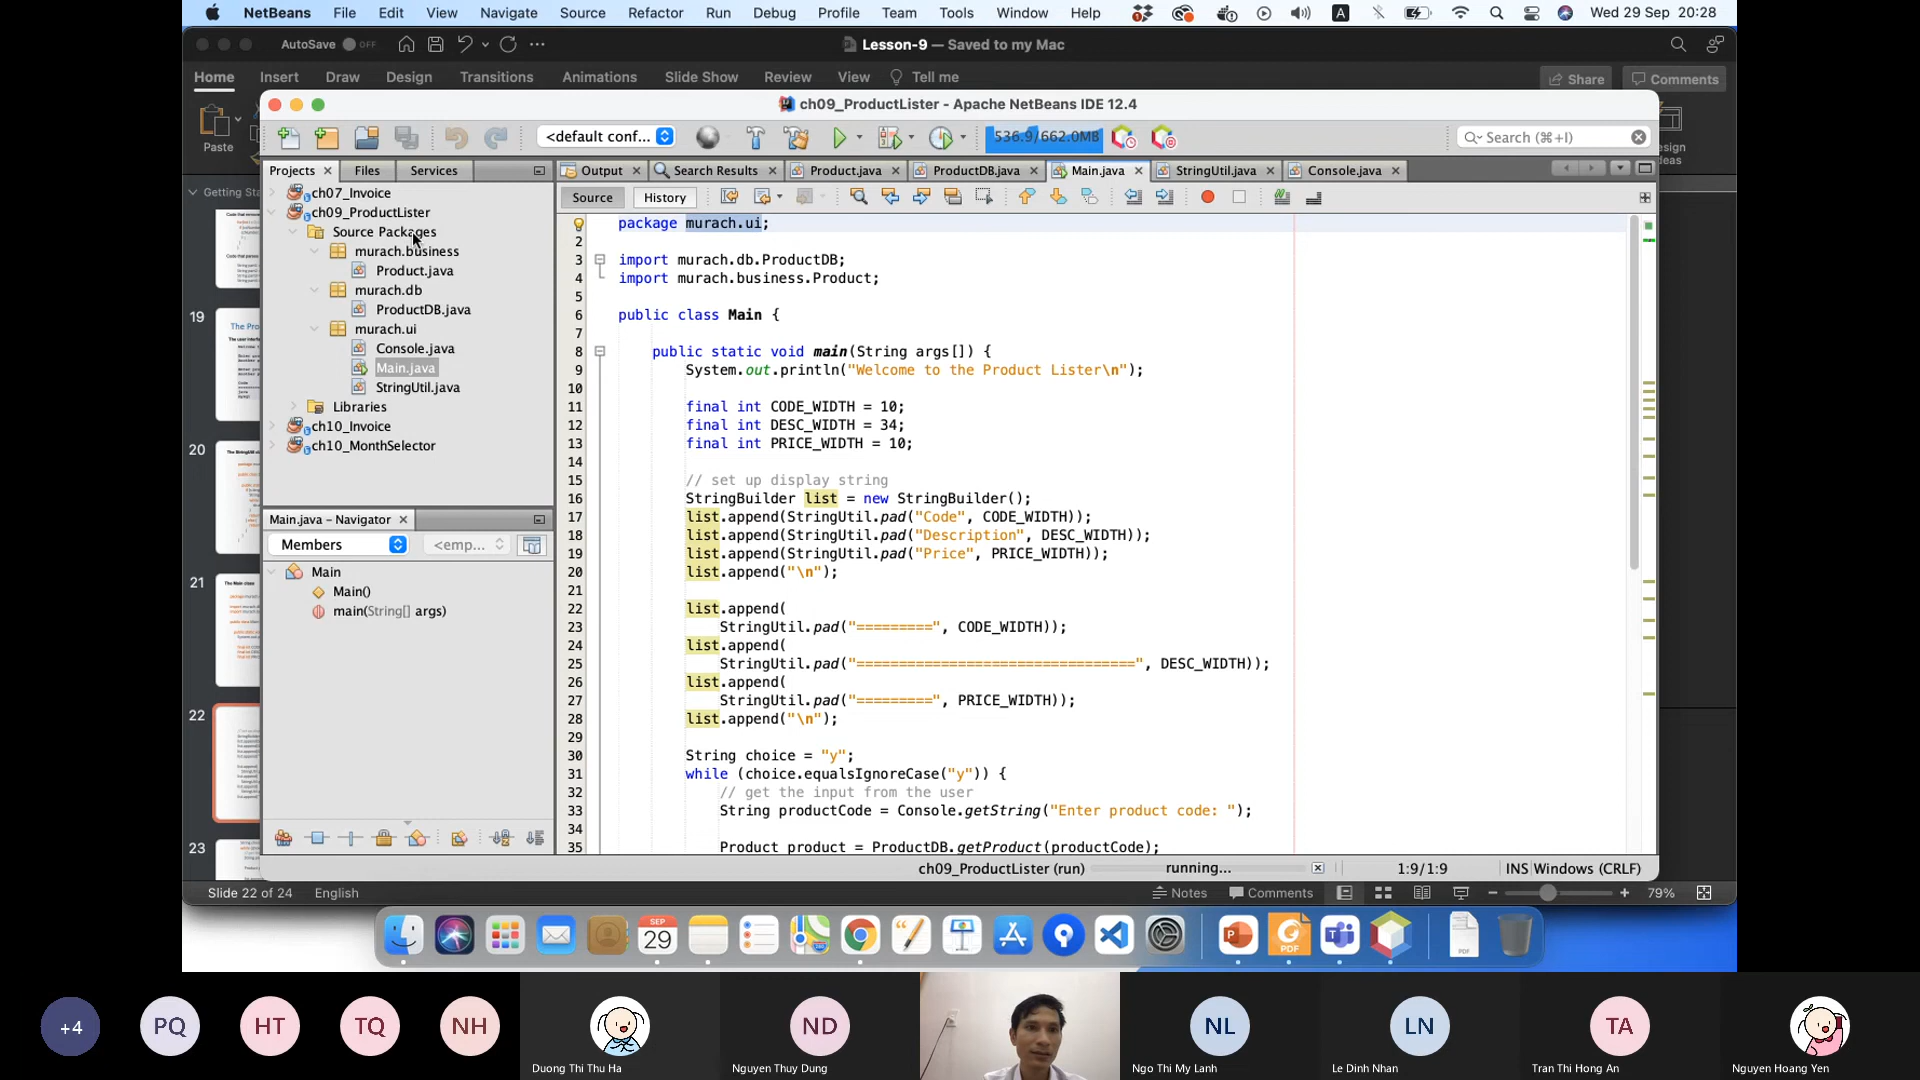 NetBeans File Edit View Navigate Source Refactor Run Debug Profile Team Tools Window Help A Wed 29 Sep 20:28
AutoSave OFF Lesson-9 — Saved to my Mac
Home Insert Draw Design Transitions Animations Slide Show Review View Tell me Share Comments
Paste
ch09_ProductLister - Apache NetBeans IDE 12.4
<default conf... 536.9/662.0MB Search (⌘+I)
Projects Files Services
Output Search Results Product.java ProductDB.java Main.java StringUtil.java Console.java
Source History
ch07_Invoice
ch09_ProductLister
Source Packages
murach.business
Product.java
murach.db
ProductDB.java
murach.ui
Console.java
Main.java
StringUtil.java
Libraries
ch10_Invoice
ch10_MonthSelector
Main.java - Navigator
Members <emp...
Main
Main()
main(String[] args)
package murach.ui;
2
3 import murach.db.ProductDB;
4 import murach.business.Product;
5
6 public class Main {
7
8 public static void main(String args[]) {
9 System.out.println("Welcome to the Product Lister\n");
10
11 final int CODE_WIDTH = 10;
12 final int DESC_WIDTH = 34;
13 final int PRICE_WIDTH = 10;
14
15 // set up display string
16 StringBuilder list = new StringBuilder();
17 list.append(StringUtil.pad("Code", CODE_WIDTH));
18 list.append(StringUtil.pad("Description", DESC_WIDTH));
19 list.append(StringUtil.pad("Price", PRICE_WIDTH));
20 list.append("\n");
21
22 list.append(
23 StringUtil.pad("=========", CODE_WIDTH));
24 list.append(
25 StringUtil.pad("=================================", DESC_WIDTH));
26 list.append(
27 StringUtil.pad("=========", PRICE_WIDTH));
28 list.append("\n");
29
30 String choice = "y";
31 while (choice.equalsIgnoreCase("y")) {
32 // get the input from the user
33 String productCode = Console.getString("Enter product code: ");
34
35 Product product = ProductDB.getProduct(productCode);
ch09_ProductLister (run) running... 1:9/1:9 INS Windows (CRLF)
19
20
21
The Main class
22
23
Slide 22 of 24 English Notes Comments 79%
SEP
29
PDF
PDF
+4 PQ HT TQ NH ND NL LN TA
Duong Thi Thu Ha Nguyen Thuy Dung Ngo Thi My Lanh Le Dinh Nhan Tran Thi Hong An Nguyen Hoang Yen